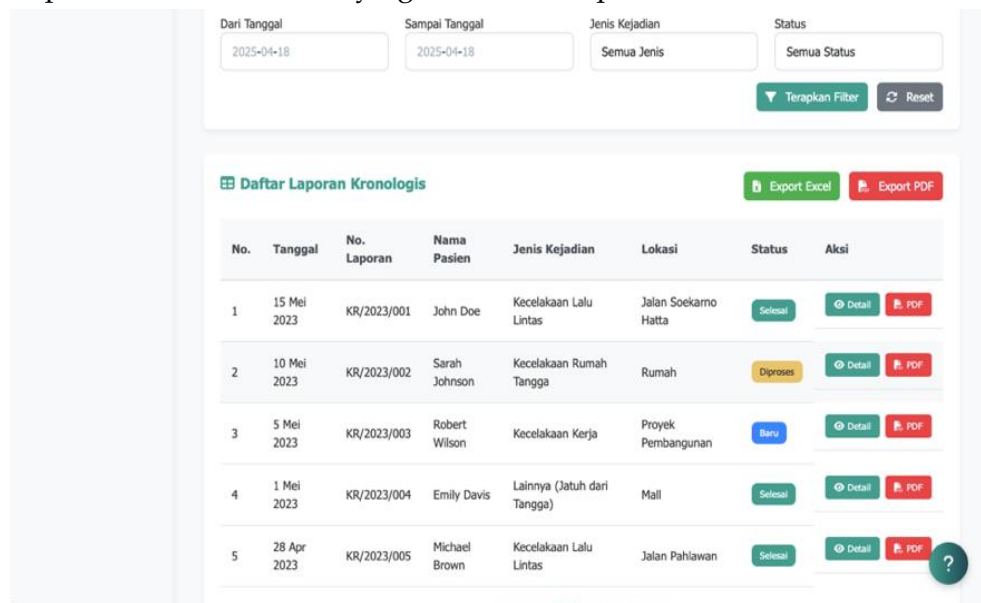 Dari Tanggal Sampai Tanggal Jenis Kejadian Status
2025-04-18 2025-04-18 Semua Jenis Semua Status
Terapkan Filter Reset
Daftar Laporan Kronologis Export Excel Export PDF
No. Tanggal No. Laporan Nama Pasien Jenis Kejadian Lokasi Status Aksi
1 15 Mei 2023 KR/2023/001 John Doe Kecelakaan Lalu Lintas Jalan Soekarno Hatta Selesai Detail PDF
2 10 Mei 2023 KR/2023/002 Sarah Johnson Kecelakaan Rumah Tangga Rumah Diproses Detail PDF
3 5 Mei 2023 KR/2023/003 Robert Wilson Kecelakaan Kerja Proyek Pembangunan Baru Detail PDF
4 1 Mei 2023 KR/2023/004 Emily Davis Lainnya (Jatuh dari Tangga) Mall Selesai Detail PDF
5 28 Apr 2023 KR/2023/005 Michael Brown Kecelakaan Lalu Lintas Jalan Pahlawan Selesai Detail PDF
?